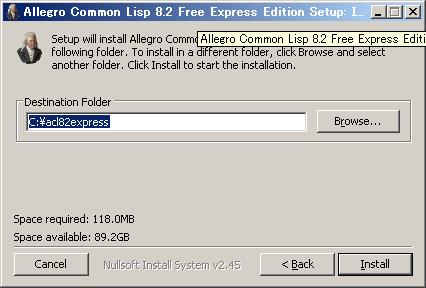 Allegro Common Lisp 8.2 Free Express Edition Setup: I...
Setup will install Allegro Commo
Allegro Common Lisp 8.2 Free Express Editi
following folder. To install in a different folder, click Browse and select
another folder. Click Install to start the installation.
Destination Folder
C:¥acl82express
Browse...
Space required: 118.0MB
Space available: 89.2GB
Cancel
Nullsoft Install System v2.45
< Back
Install